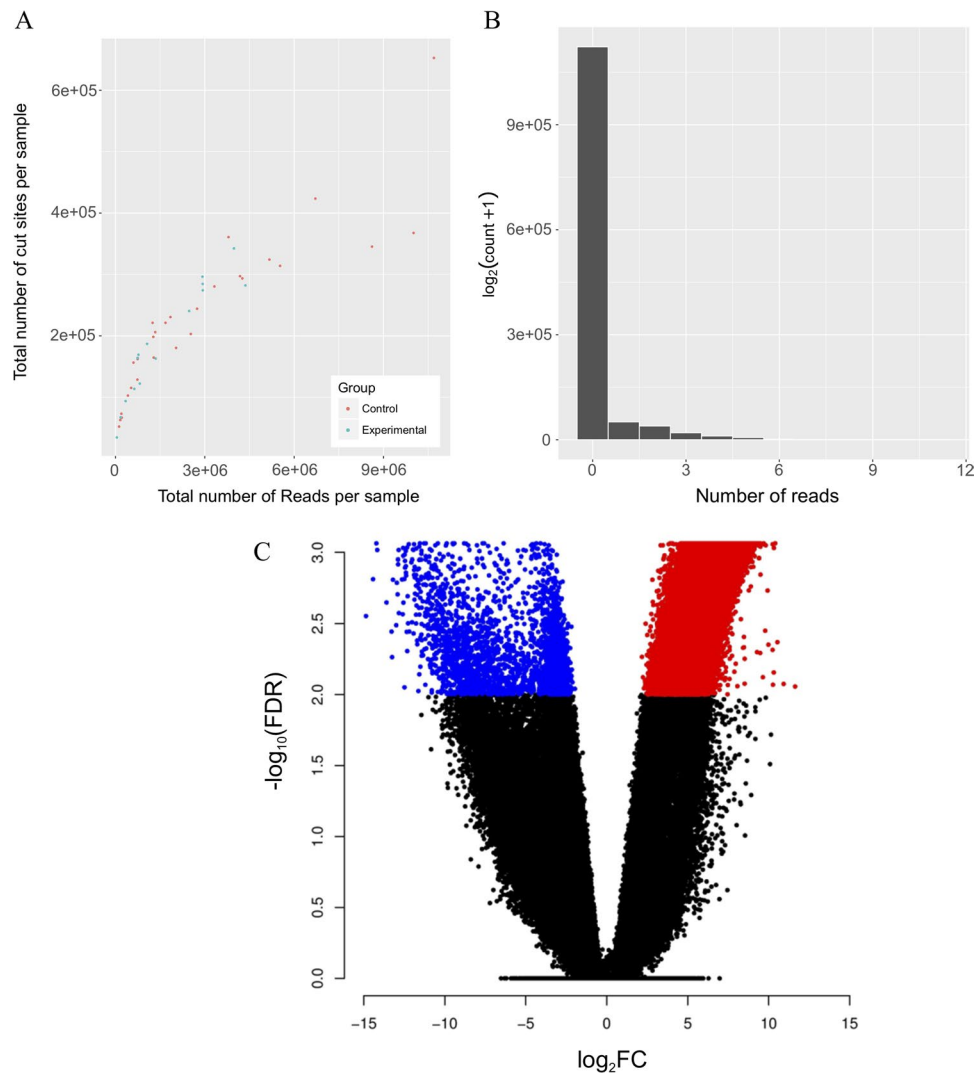 A
Total number of cut sites per sample
6e+05
4e+05
2e+05
Group
Control
Experimental
0
3e+06
6e+06
9e+06
Total number of Reads per sample
B
log₂(count +1)
9e+05
6e+05
3e+05
0
0
3
6
9
12
Number of reads
C
-log₁₀(FDR)
3.0
2.5
2.0
1.5
1.0
0.5
0.0
−15
−10
−5
0
5
10
15
log₂FC